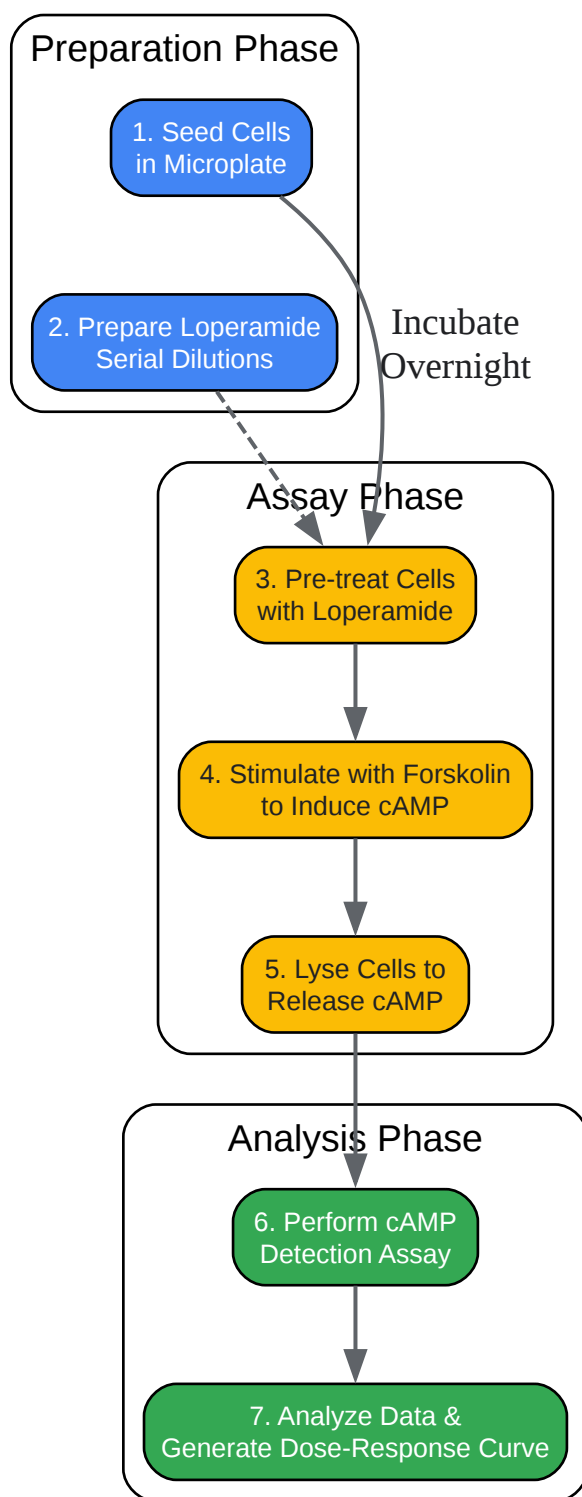 Preparation Phase
1. Seed Cells
in Microplate
2. Prepare Loperamide
Serial Dilutions
Incubate
Overnight
Assay Phase
3. Pre-treat Cells
with Loperamide
4. Stimulate with Forskolin
to Induce cAMP
5. Lyse Cells to
Release cAMP
Analysis Phase
6. Perform cAMP
Detection Assay
7. Analyze Data &
Generate Dose-Response Curve